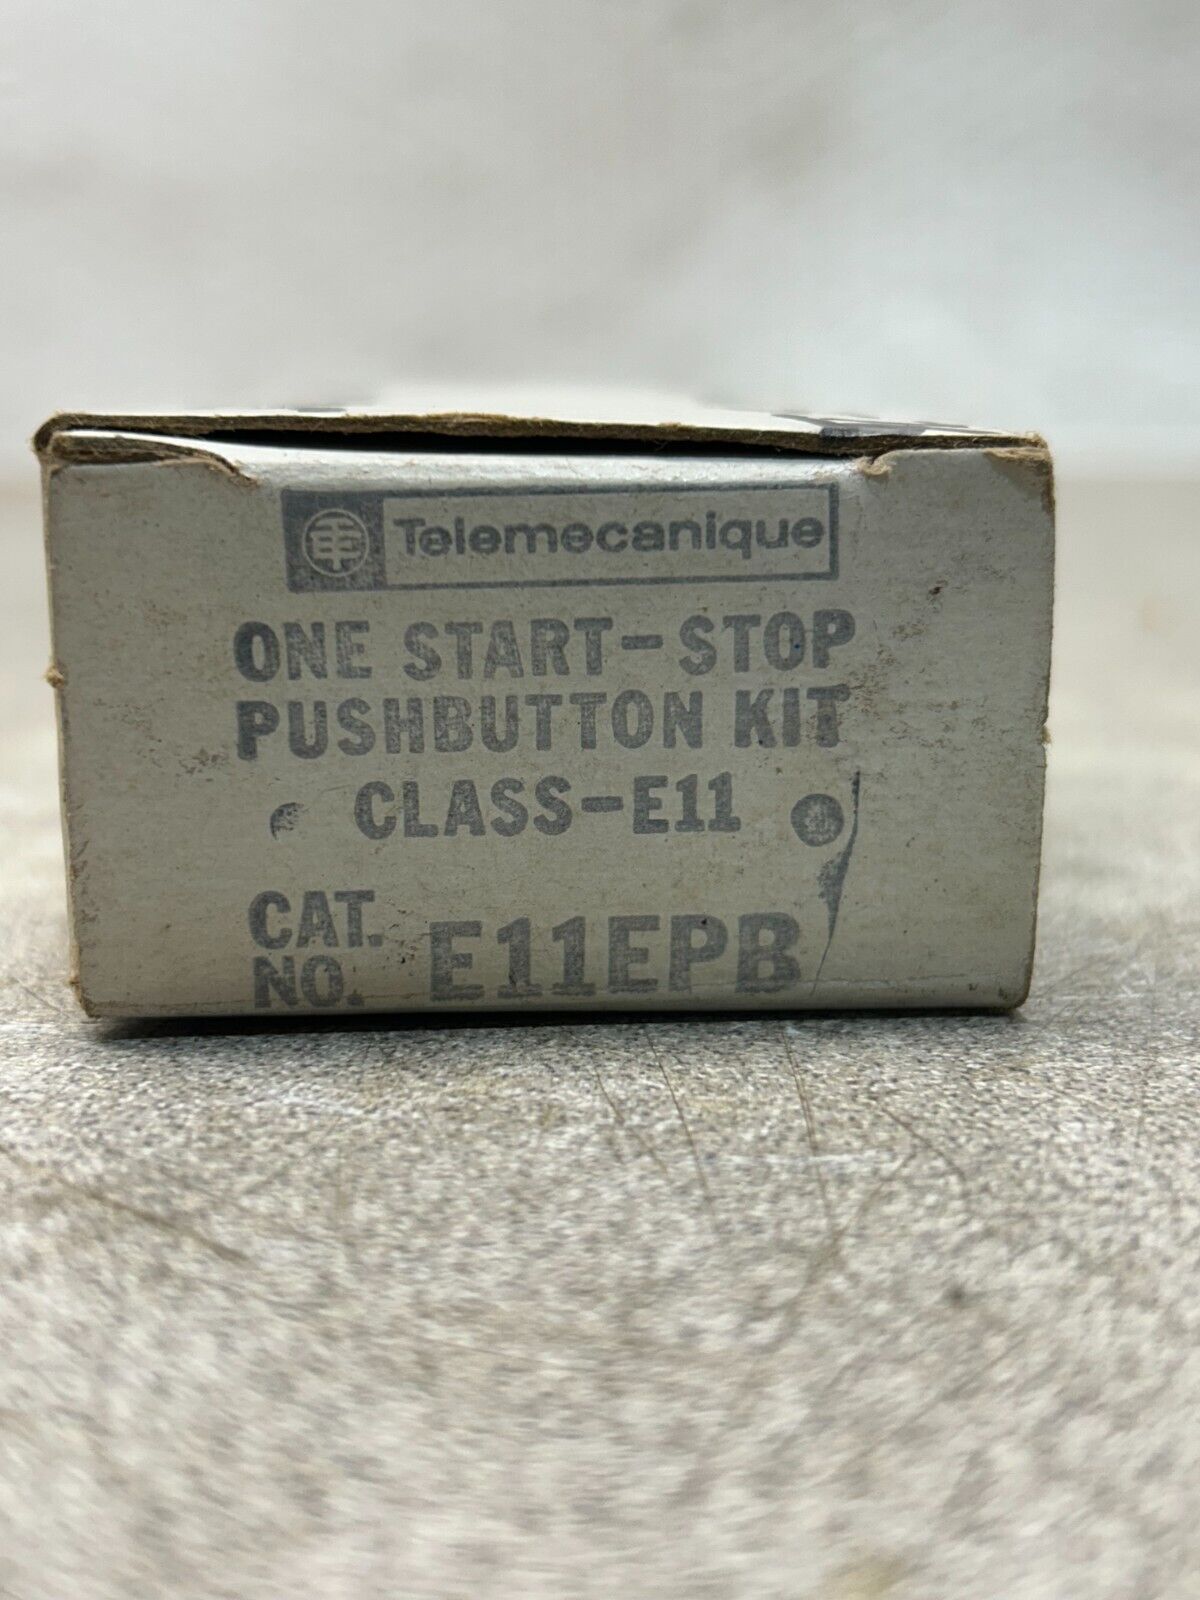 Telemecanique
ONE START-STOP
PUSHBUTTON KIT
CLASS-E11
CAT. NO. E11EPB